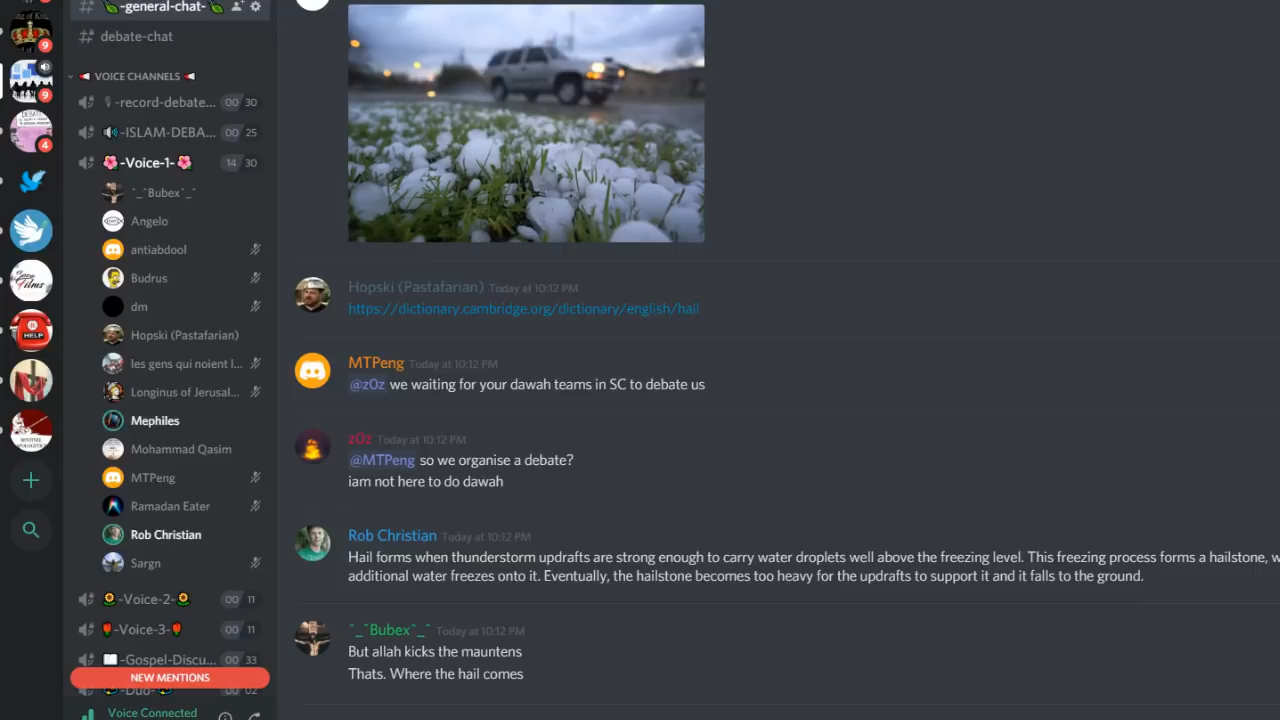 -general-chat-
9
# debate-chat
VOICE CHANNELS
9
-record-debate... 00 30
-ISLAM-DEBA... 00 25
4
-Voice-1- 14 30
^_^Bubex^_^
Angelo
antiabdool
Budrus
dm
Hopski (Pastafarian)
les gens qui noient l...
Longinus of Jerusal...
Mephiles
Mohammad Qasim
MTPeng
Ramadan Eater
Rob Christian
Sargn
-Voice-2- 00 11
-Voice-3- 00 11
-Gospel-Discu... 00 33
NEW MENTIONS
-Duo- 00 02
Voice Connected
Films
HELP
Hopski (Pastafarian) Today at 10:12 PM
https://dictionary.cambridge.org/dictionary/english/hail
MTPeng Today at 10:12 PM
@z0z we waiting for your dawah teams in SC to debate us
z0z Today at 10:12 PM
@MTPeng so we organise a debate?
iam not here to do dawah
Rob Christian Today at 10:12 PM
Hail forms when thunderstorm updrafts are strong enough to carry water droplets well above the freezing level. This freezing process forms a hailstone, w
additional water freezes onto it. Eventually, the hailstone becomes too heavy for the updrafts to support it and it falls to the ground.
^_^Bubex^_^ Today at 10:12 PM
But allah kicks the mauntens
Thats. Where the hail comes